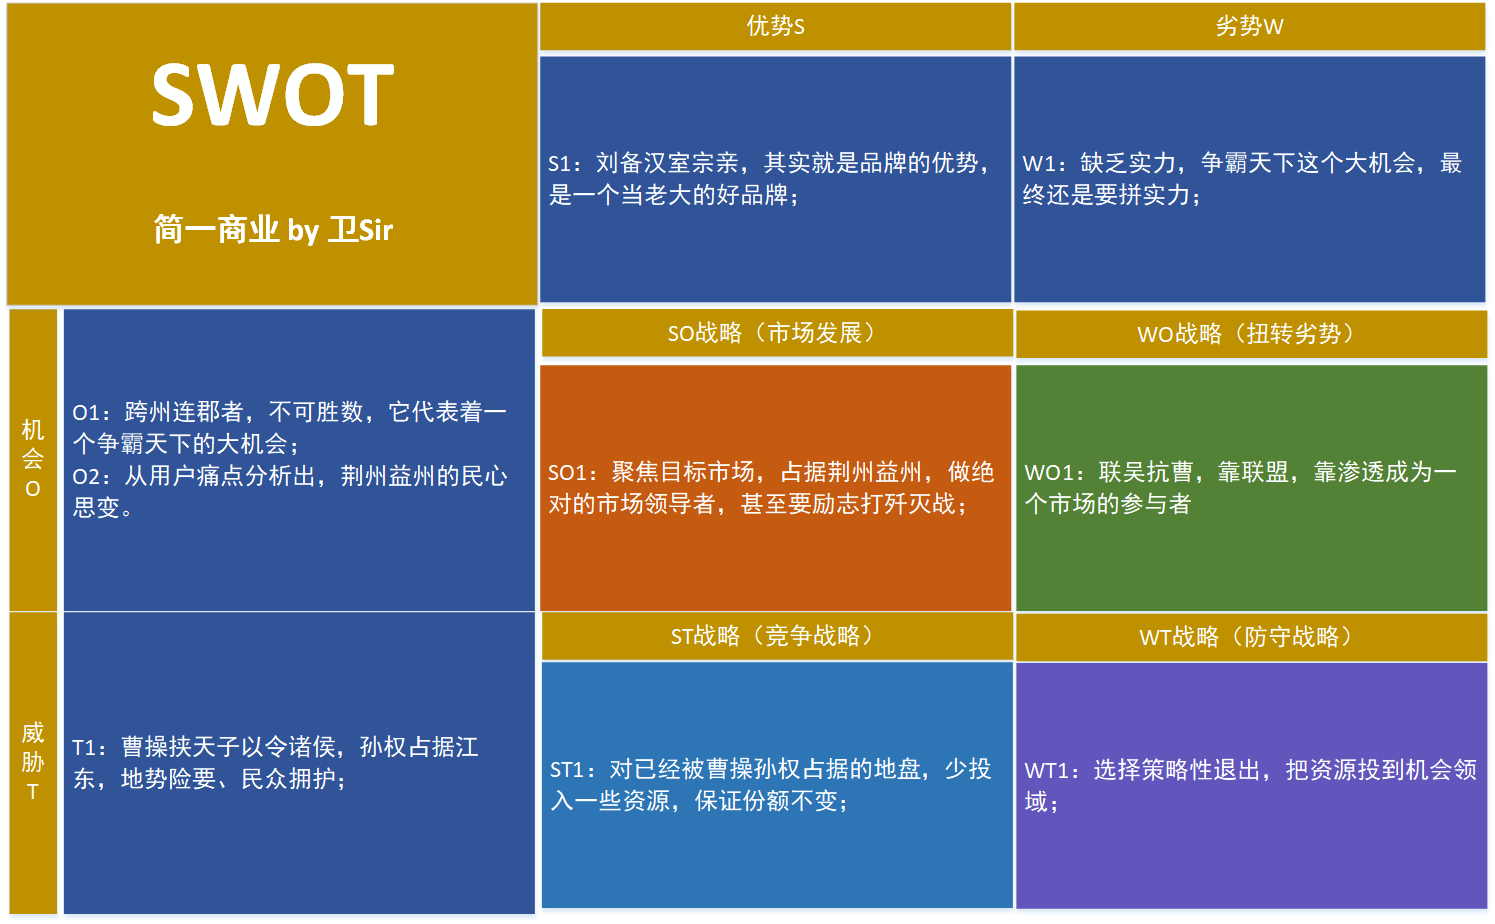 SWOT
简一商业 by 卫Sir
优势S
劣势W
S1：刘备汉室宗亲，其实就是品牌的优势，
是一个当老大的好品牌；
W1：缺乏实力，争霸天下这个大机会，最
终还是要拼实力；
机
会
O
O1：跨州连郡者，不可胜数，它代表着一
个争霸天下的大机会；
O2：从用户痛点分析出，荆州益州的民心
思变。
SO战略（市场发展）
WO战略（扭转劣势）
SO1：聚焦目标市场，占据荆州益州，做绝
对的市场领导者，甚至要励志打歼灭战；
WO1：联吴抗曹，靠联盟，靠渗透成为一
个市场的参与者
威
胁
T
T1：曹操挟天子以令诸侯，孙权占据江
东，地势险要、民众拥护；
ST战略（竞争战略）
WT战略（防守战略）
ST1：对已经被曹操孙权占据的地盘，少投
入一些资源，保证份额不变；
WT1：选择策略性退出，把资源投到机会领
域；